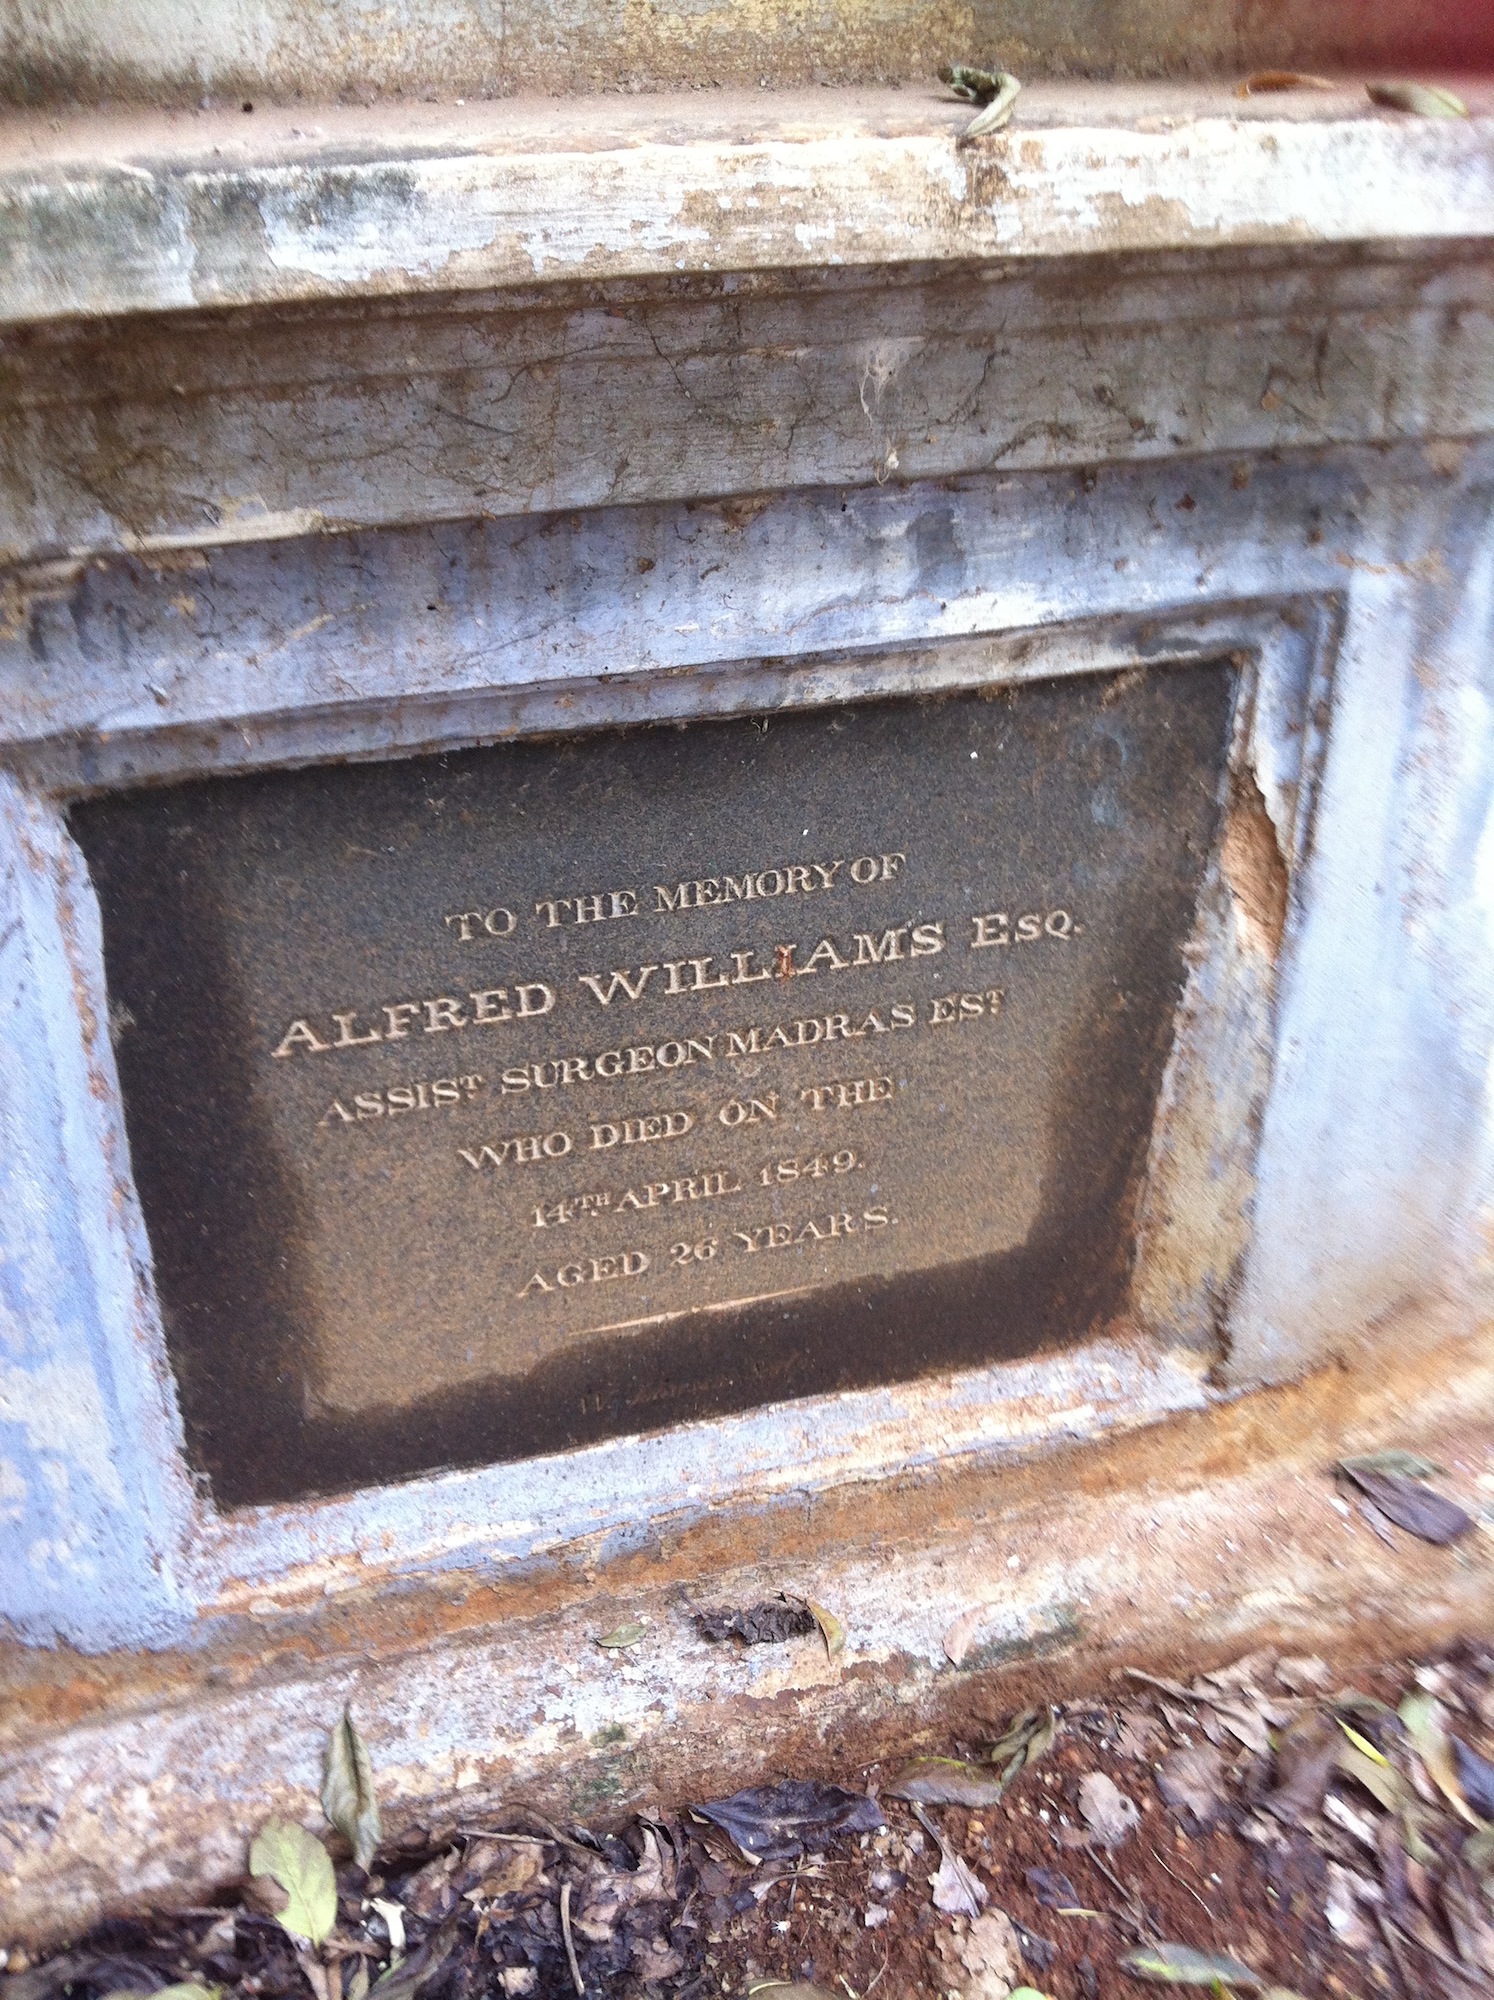 TO THE MEMORY OF
ALFRED WILLIAMS ESQ.
ASSIST. SURGEON MADRAS EST
WHO DIED ON THE
14TH APRIL 1849.
AGED 26 YEARS.